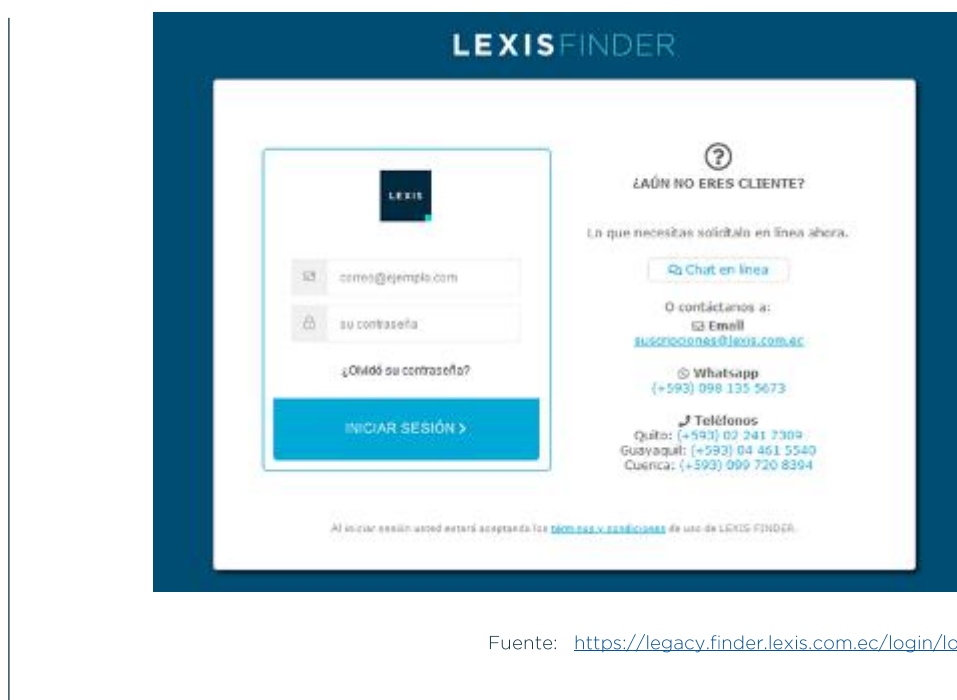 LEXISFINDER
LEXIS
correo@ejemplo.com
su contraseña
¿Olvidó su contraseña?
INICIAR SESIÓN >
¿AÚN NO ERES CLIENTE?
Lo que necesitas solicítalo en línea ahora.
Chat en línea
O contáctanos a:
Email
suscripciones@lexis.com.ec
Whatsapp
(+593) 098 135 5673
Teléfonos
Quito: (+593) 02 241 7309
Guayaquil: (+593) 04 461 5540
Cuenca: (+593) 099 720 8394
Al iniciar sesión usted estará aceptando los términos y condiciones de uso de LEXIS FINDER.
Fuente: https://legacy.finder.lexis.com.ec/login/lo